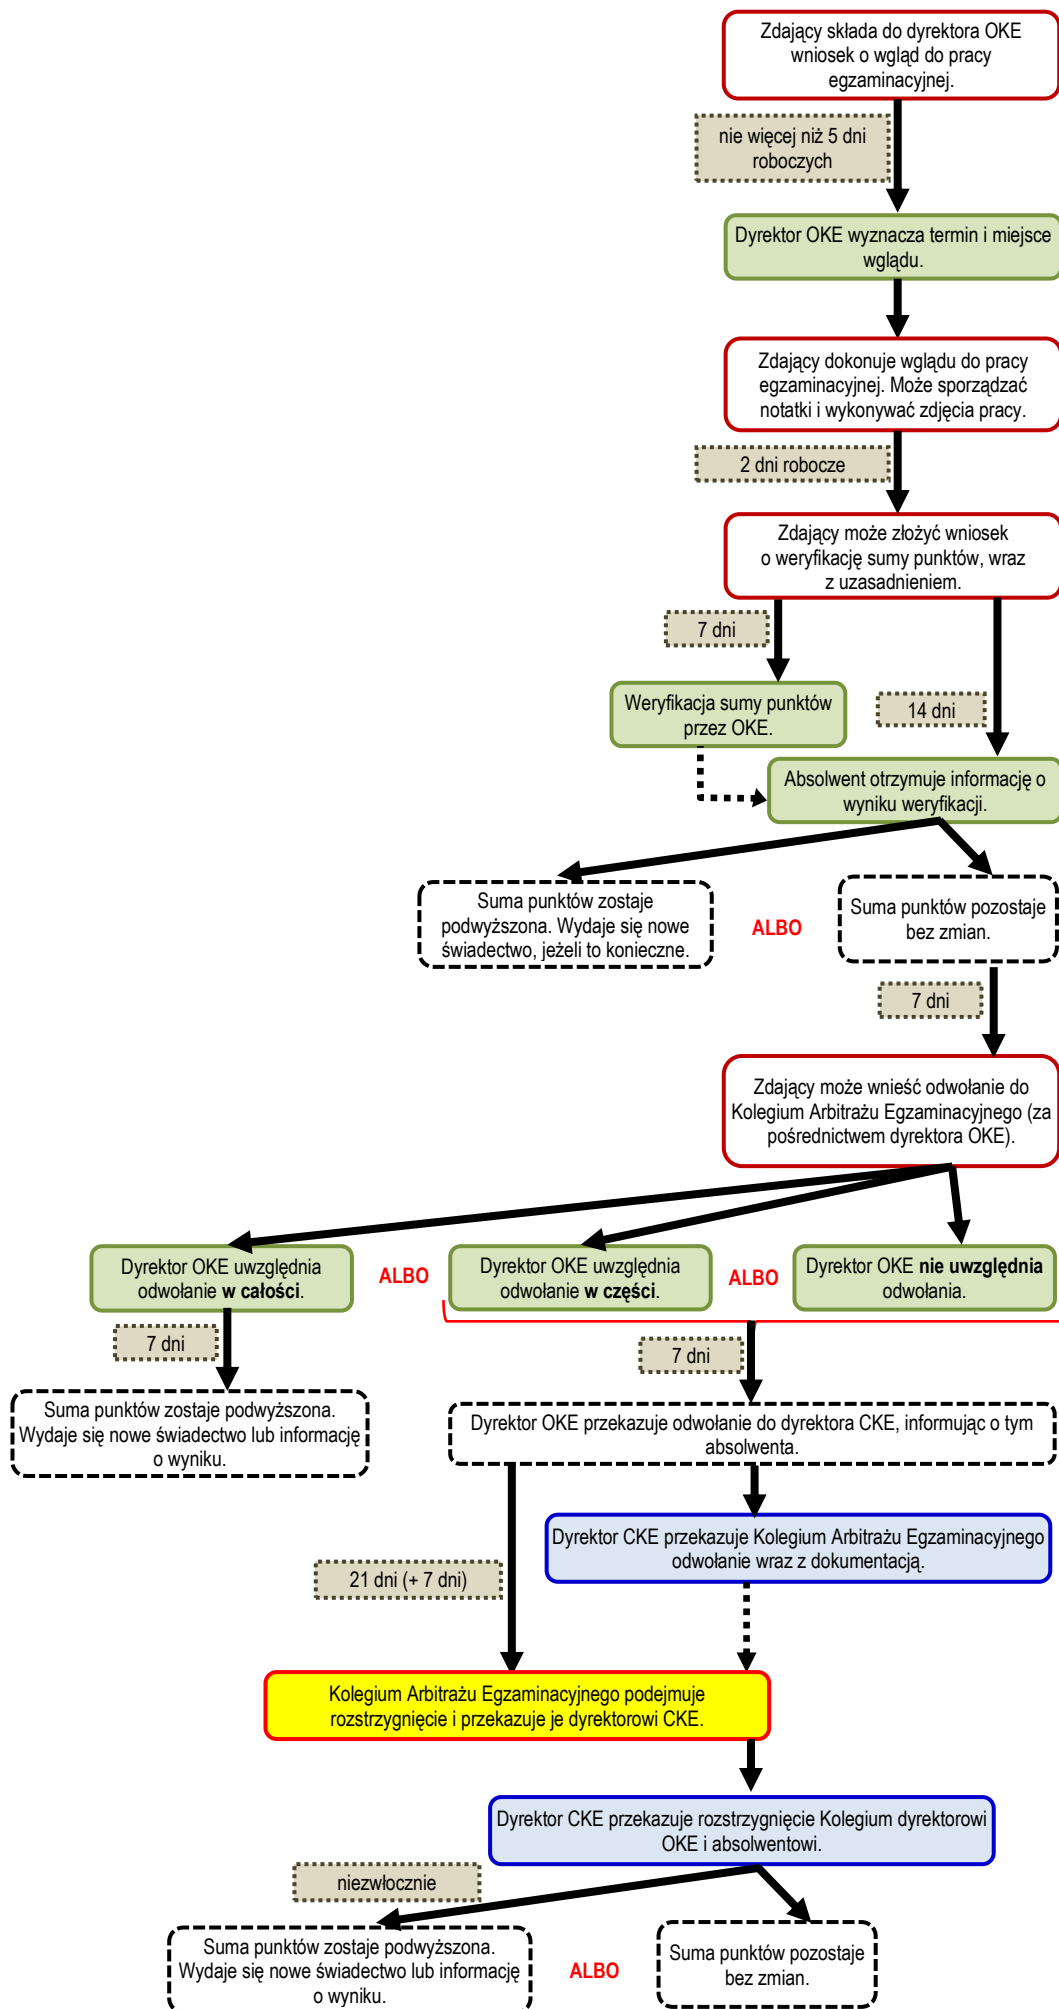 Zdający składa do dyrektora OKE
wniosek o wgląd do pracy
egzaminacyjnej.
nie więcej niż 5 dni
roboczych
Dyrektor OKE wyznacza termin i miejsce
wglądu.
Zdający dokonuje wglądu do pracy
egzaminacyjnej. Może sporządzać
notatki i wykonywać zdjęcia pracy.
2 dni robocze
Zdający może złożyć wniosek
o weryfikację sumy punktów, wraz
z uzasadnieniem.
7 dni
Weryfikacja sumy punktów
przez OKE.
14 dni
Absolwent otrzymuje informację o
wyniku weryfikacji.
Suma punktów zostaje
podwyższona. Wydaje się nowe
świadectwo, jeżeli to konieczne.
ALBO
Suma punktów pozostaje
bez zmian.
7 dni
Zdający może wnieść odwołanie do
Kolegium Arbitrażu Egzaminacyjnego (za
pośrednictwem dyrektora OKE).
Dyrektor OKE uwzględnia
odwołanie w całości.
ALBO
Dyrektor OKE uwzględnia
odwołanie w części.
ALBO
Dyrektor OKE nie uwzględnia
odwołania.
7 dni
7 dni
Suma punktów zostaje podwyższona.
Wydaje się nowe świadectwo lub informację
o wyniku.
Dyrektor OKE przekazuje odwołanie do dyrektora CKE, informując o tym
absolwenta.
Dyrektor CKE przekazuje Kolegium Arbitrażu Egzaminacyjnego
odwołanie wraz z dokumentacją.
21 dni (+ 7 dni)
Kolegium Arbitrażu Egzaminacyjnego podejmuje
rozstrzygnięcie i przekazuje je dyrektorowi CKE.
Dyrektor CKE przekazuje rozstrzygnięcie Kolegium dyrektorowi
OKE i absolwentowi.
niezwłocznie
Suma punktów zostaje podwyższona.
Wydaje się nowe świadectwo lub informację
o wyniku.
ALBO
Suma punktów pozostaje
bez zmian.